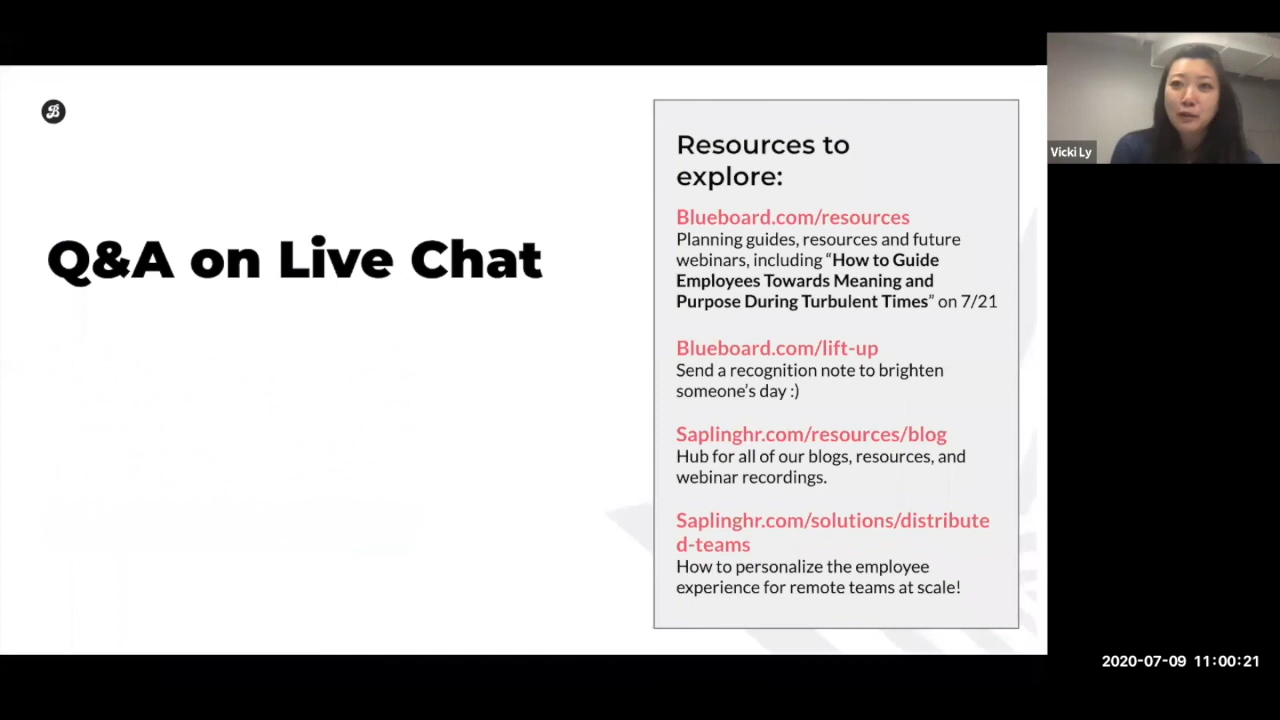 B
Q&A on Live Chat
Resources to
explore:
Blueboard.com/resources
Planning guides, resources and future
webinars, including “How to Guide
Employees Towards Meaning and
Purpose During Turbulent Times” on 7/21
Blueboard.com/lift-up
Send a recognition note to brighten
someone’s day :)
Saplinghr.com/resources/blog
Hub for all of our blogs, resources, and
webinar recordings.
Saplinghr.com/solutions/distribute
d-teams
How to personalize the employee
experience for remote teams at scale!
Vicki Ly
2020-07-09 11:00:21